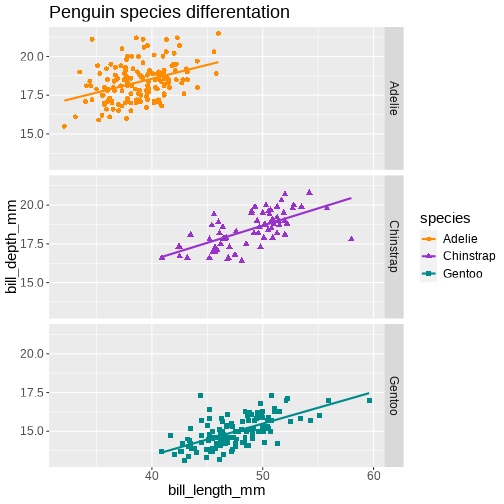 Penguin species differentation
20.0
17.5
15.0
Adelie
20.0
17.5
15.0
Chinstrap
20.0
17.5
15.0
Gentoo
bill_depth_mm
40
50
60
bill_length_mm
species
Adelie
Chinstrap
Gentoo